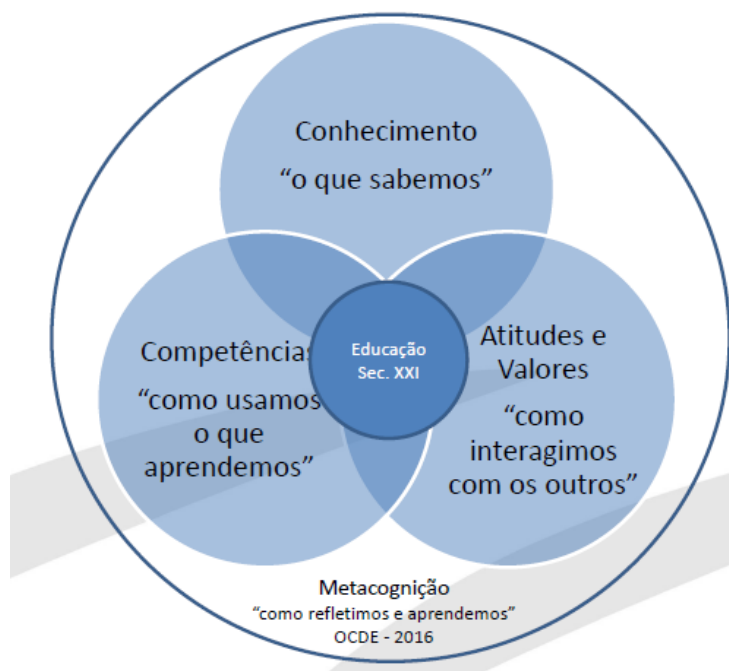 Conhecimento
“o que sabemos”
Competências
“como usamos
o que
aprendemos”
Educação
Sec. XXI
Atitudes e
Valores
“como
interagimos
com os outros”
Metacognição
“como refletimos e aprendemos”
OCDE - 2016